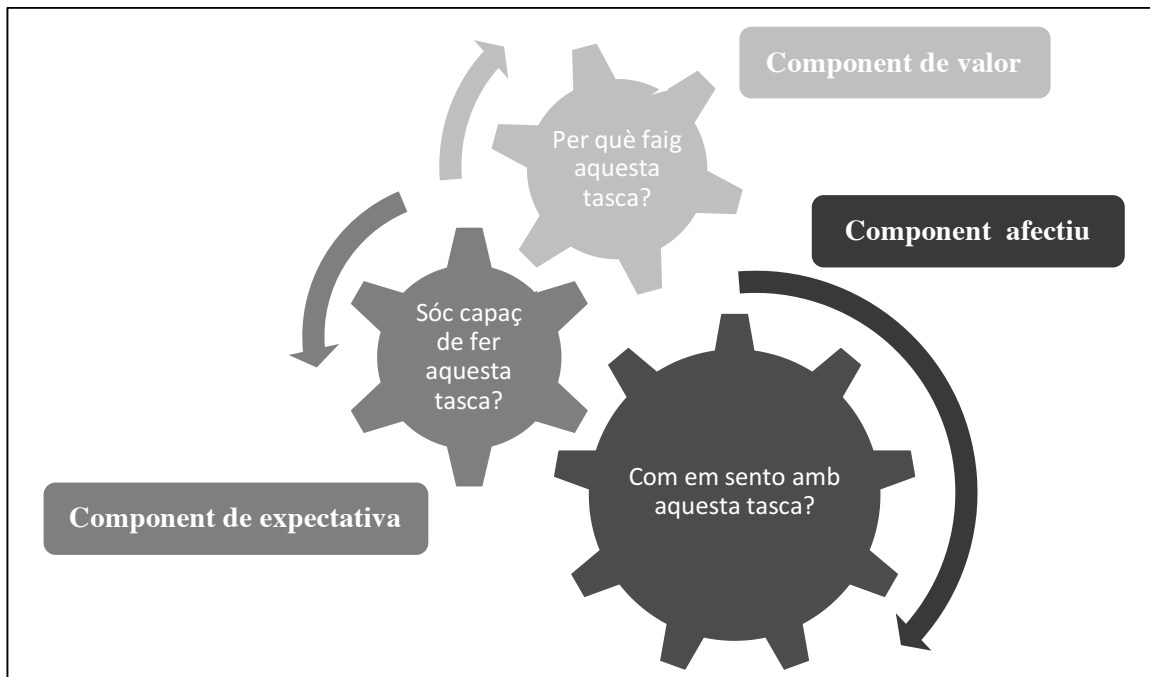 Component de valor
Per què faig
aquesta
tasca?
Component  afectiu
Sóc capaç
de fer
aquesta
tasca?
Com em sento amb
aquesta tasca?
Component de expectativa